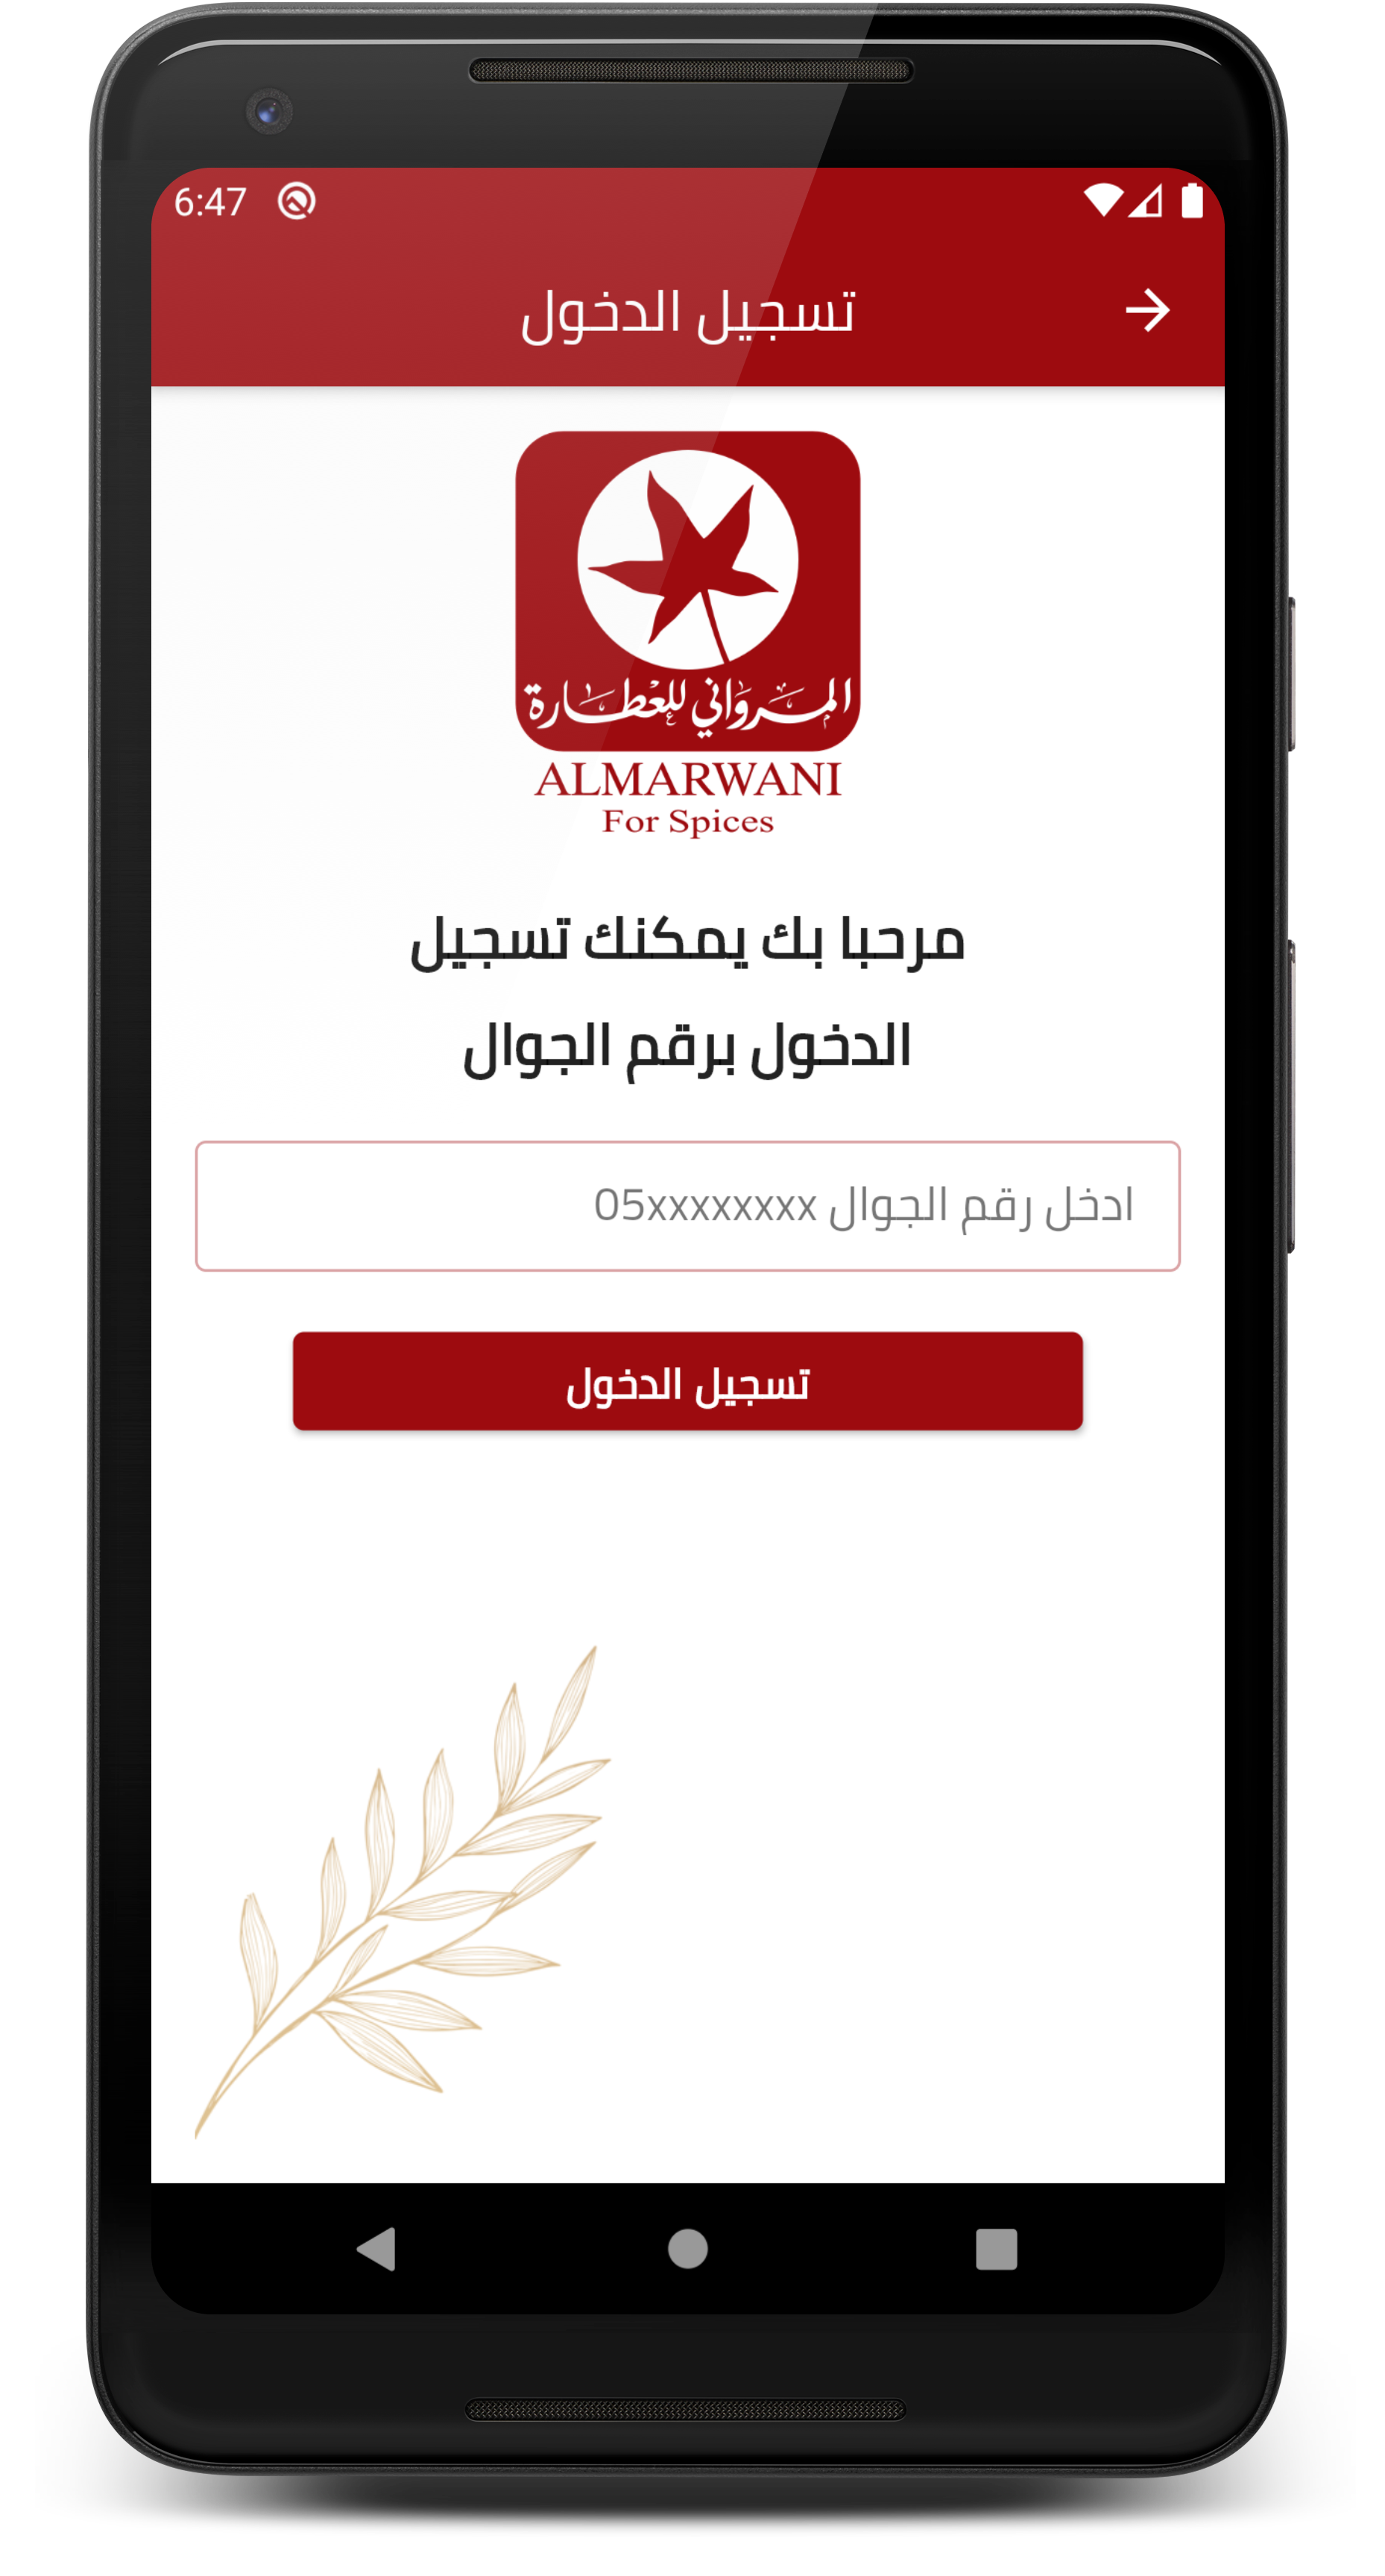 6:47
تسجيل الدخول
المرواني للعطارة
ALMARWANI
For Spices
مرحبا بك يمكنك تسجيل
الدخول برقم الجوال
ادخل رقم الجوال 05xxxxxxxx
تسجيل الدخول